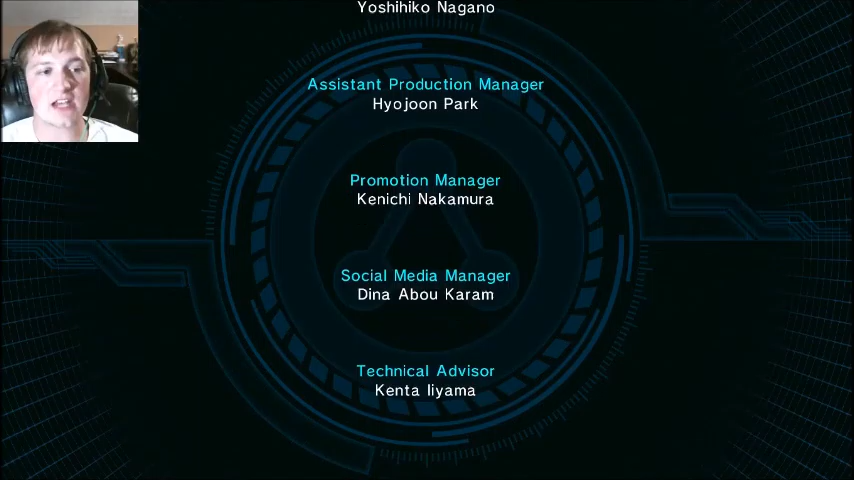 Yoshihiko Nagano
Assistant Production Manager
Hyojoon Park
Promotion Manager
Kenichi Nakamura
Social Media Manager
Dina Abou Karam
Technical Advisor
Kenta Iiyama